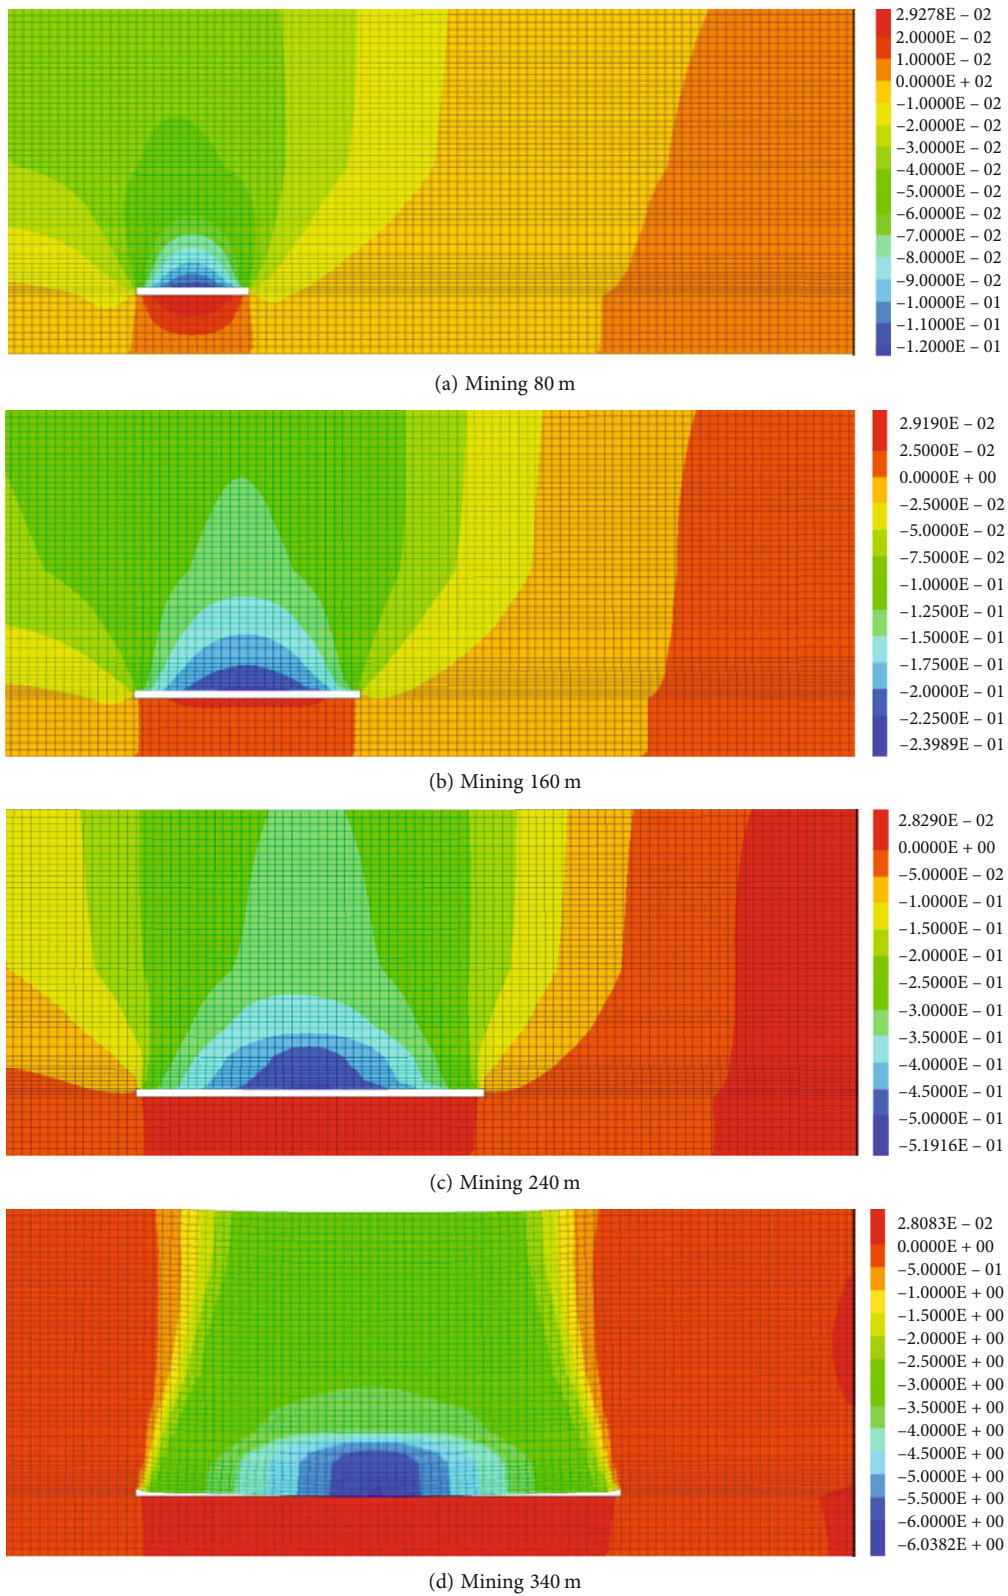 2.9278E – 02
2.0000E – 02
1.0000E – 02
0.0000E + 02
–1.0000E – 02
–2.0000E – 02
–3.0000E – 02
–4.0000E – 02
–5.0000E – 02
–6.0000E – 02
–7.0000E – 02
–8.0000E – 02
–9.0000E – 02
–1.0000E – 01
–1.1000E – 01
–1.2000E – 01
(a) Mining 80 m
2.9190E – 02
2.5000E – 02
0.0000E + 00
–2.5000E – 02
–5.0000E – 02
–7.5000E – 02
–1.0000E – 01
–1.2500E – 01
–1.5000E – 01
–1.7500E – 01
–2.0000E – 01
–2.2500E – 01
–2.3989E – 01
(b) Mining 160 m
2.8290E – 02
0.0000E + 00
–5.0000E – 02
–1.0000E – 01
–1.5000E – 01
–2.0000E – 01
–2.5000E – 01
–3.0000E – 01
–3.5000E – 01
–4.0000E – 01
–4.5000E – 01
–5.0000E – 01
–5.1916E – 01
(c) Mining 240 m
2.8083E – 02
0.0000E + 00
–5.0000E – 01
–1.0000E + 00
–1.5000E + 00
–2.0000E + 00
–2.5000E + 00
–3.0000E + 00
–3.5000E + 00
–4.0000E + 00
–4.5000E + 00
–5.0000E + 00
–5.5000E + 00
–6.0000E + 00
–6.0382E + 00
(d) Mining 340 m